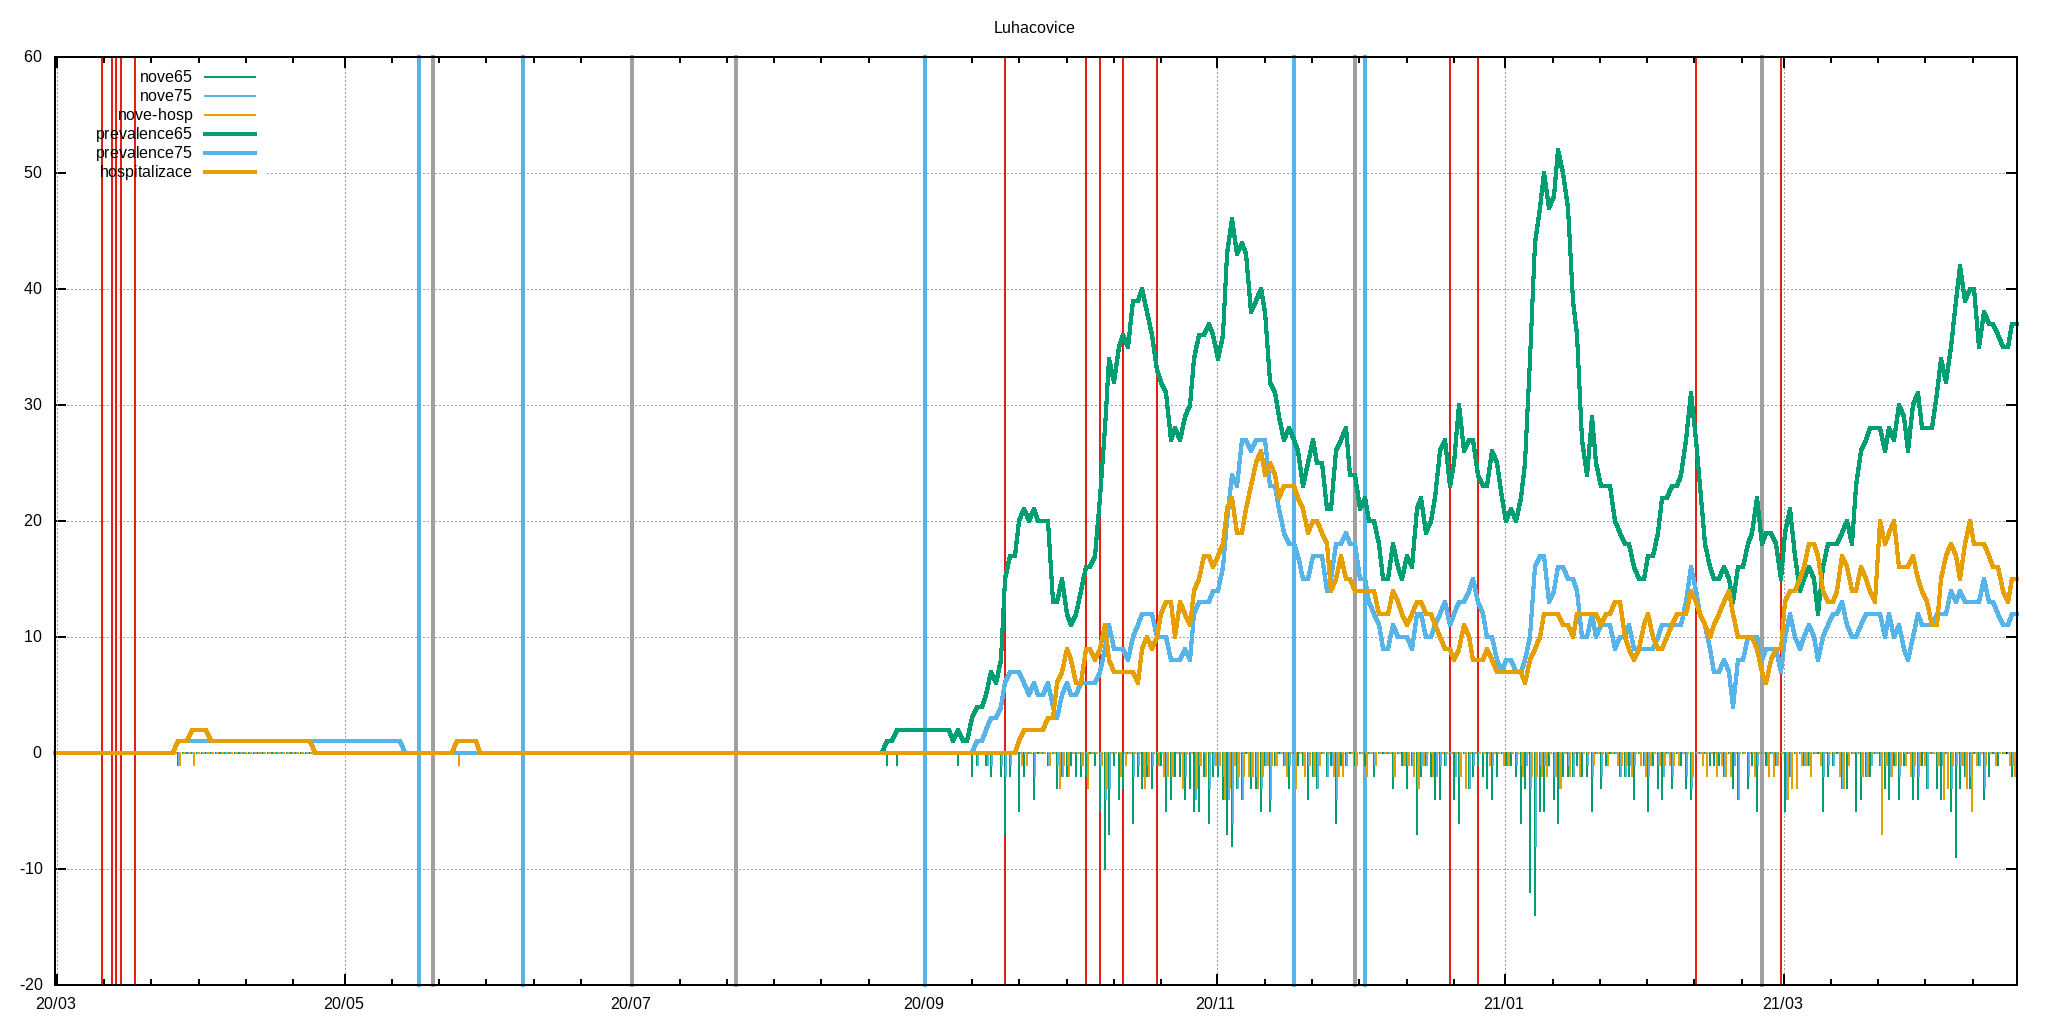 Luhacovice
60
nove65
nove75
nove-hosp
prevalence65
prevalence75
hospitalizace
50
40
30
20
10
0
-10
-20
20/03 20/05 20/07 20/09 20/11 21/01 21/03